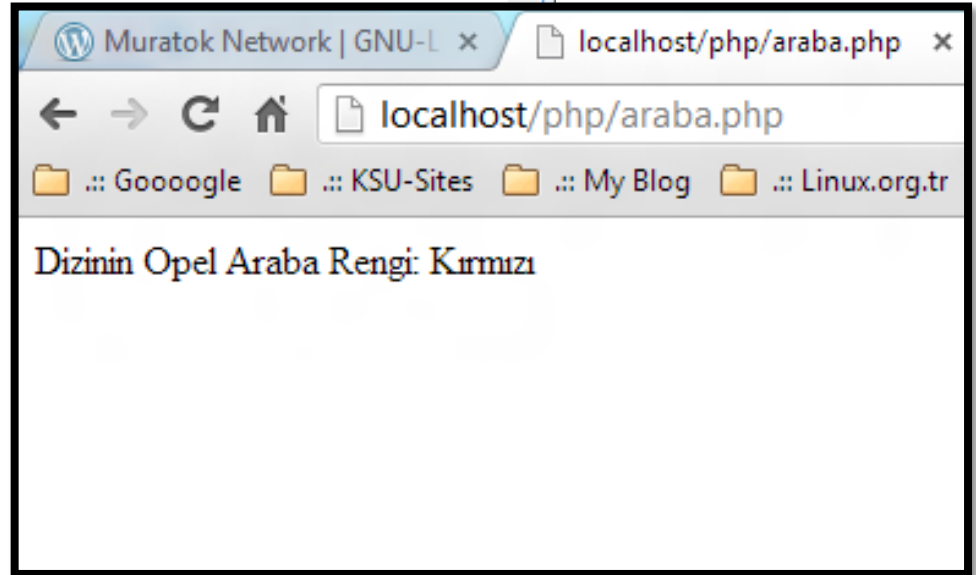 Muratok Network | GNU-L
localhost/php/araba.php
localhost/php/araba.php
.:: Goooogle .:: KSU-Sites .:: My Blog .:: Linux.org.tr
Dizinin Opel Araba Rengi: Kırmızı